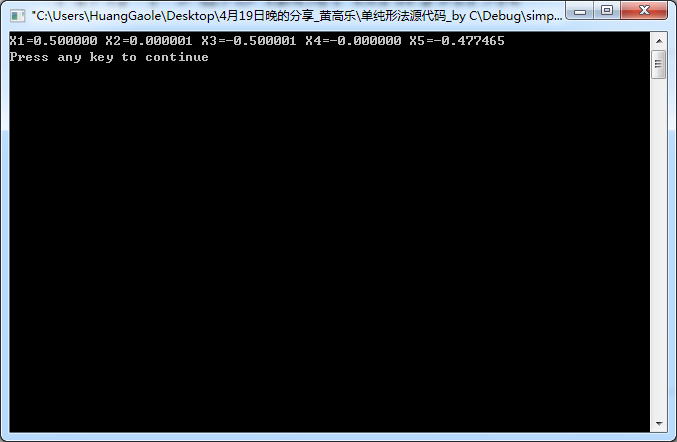 "C:\Users\HuangGaole\Desktop\4月19日晚的分享_黄高乐\单纯形法源代码_by C\Debug\simp...
X1=0.500000 X2=0.000001 X3=-0.500001 X4=-0.000000 X5=-0.477465
Press any key to continue